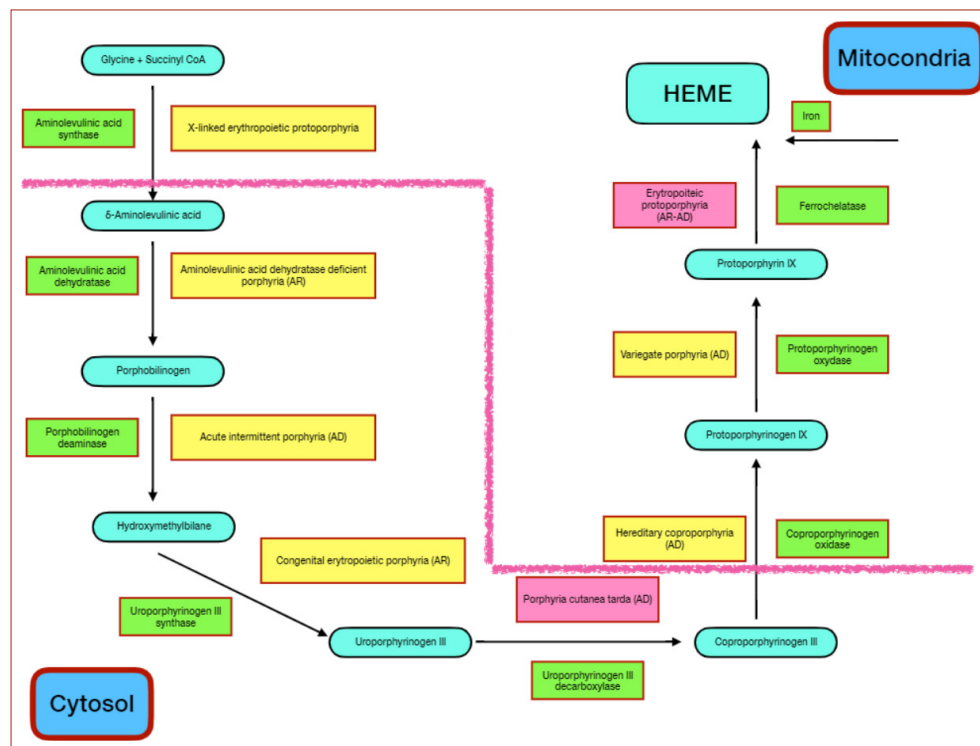 Glycine + Succinyl CoA
Aminolevulinic acid
synthase
X-linked erythropoietic protoporphyria
δ-Aminolevulinic acid
Aminolevulinic acid
dehydratase
Aminolevulinic acid dehydratase deficient
porphyria (AR)
Porphobilinogen
Porphobilinogen
deaminase
Acute intermittent porphyria (AD)
Hydroxymethylbilane
Congenital erytropoietic porphyria (AR)
Uroporphyrinogen III
synthase
Uroporphyrinogen III
Cytosol
Porphyria cutanea tarda (AD)
Uroporphyrinogen III
decarboxylase
Coproporphyrinogen III
Hereditary coproporphyria
(AD)
Coproporphyrinogen
oxidase
Protoporphyrinogen IX
Variegate porphyria (AD)
Protoporphyrinogen
oxydase
Protoporphyrin IX
Erytropoiteic
protoporphyria
(AR-AD)
Ferrochelatase
Iron
HEME
Mitocondria